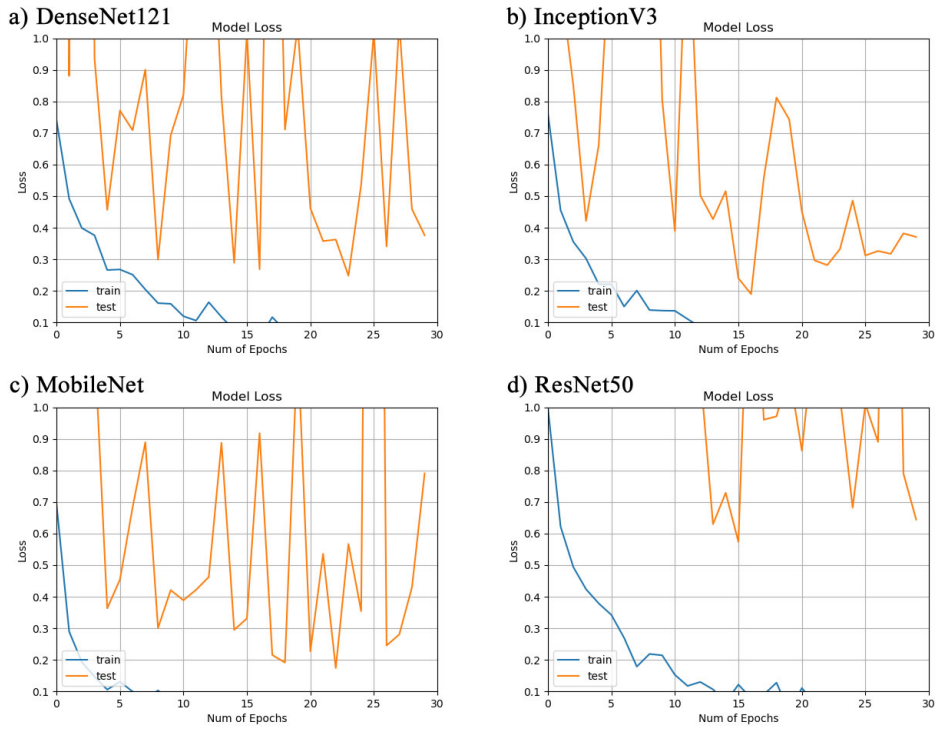 a) DenseNet121
Model Loss
1.0
0.9
0.8
0.7
0.6
0.5
0.4
0.3
0.2
0.1
Loss
train
test
0 5 10 15 20 25 30
Num of Epochs
b) InceptionV3
Model Loss
1.0
0.9
0.8
0.7
0.6
0.5
0.4
0.3
0.2
0.1
Loss
train
test
0 5 10 15 20 25 30
Num of Epochs
c) MobileNet
Model Loss
1.0
0.9
0.8
0.7
0.6
0.5
0.4
0.3
0.2
0.1
Loss
train
test
0 5 10 15 20 25 30
Num of Epochs
d) ResNet50
Model Loss
1.0
0.9
0.8
0.7
0.6
0.5
0.4
0.3
0.2
0.1
Loss
train
test
0 5 10 15 20 25 30
Num of Epochs